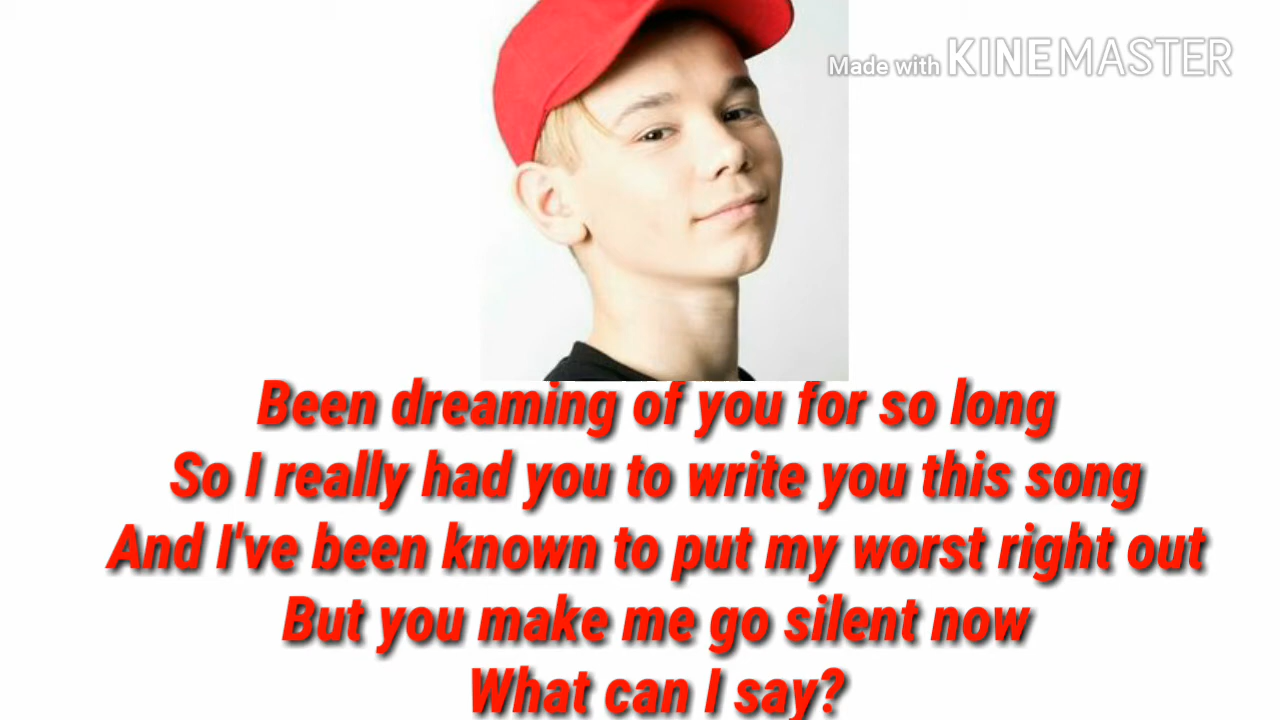 Made with KINEMASTER
Been dreaming of you for so long
So I really had you to write you this song
And I've been known to put my worst right out
But you make me go silent now
What can I say?